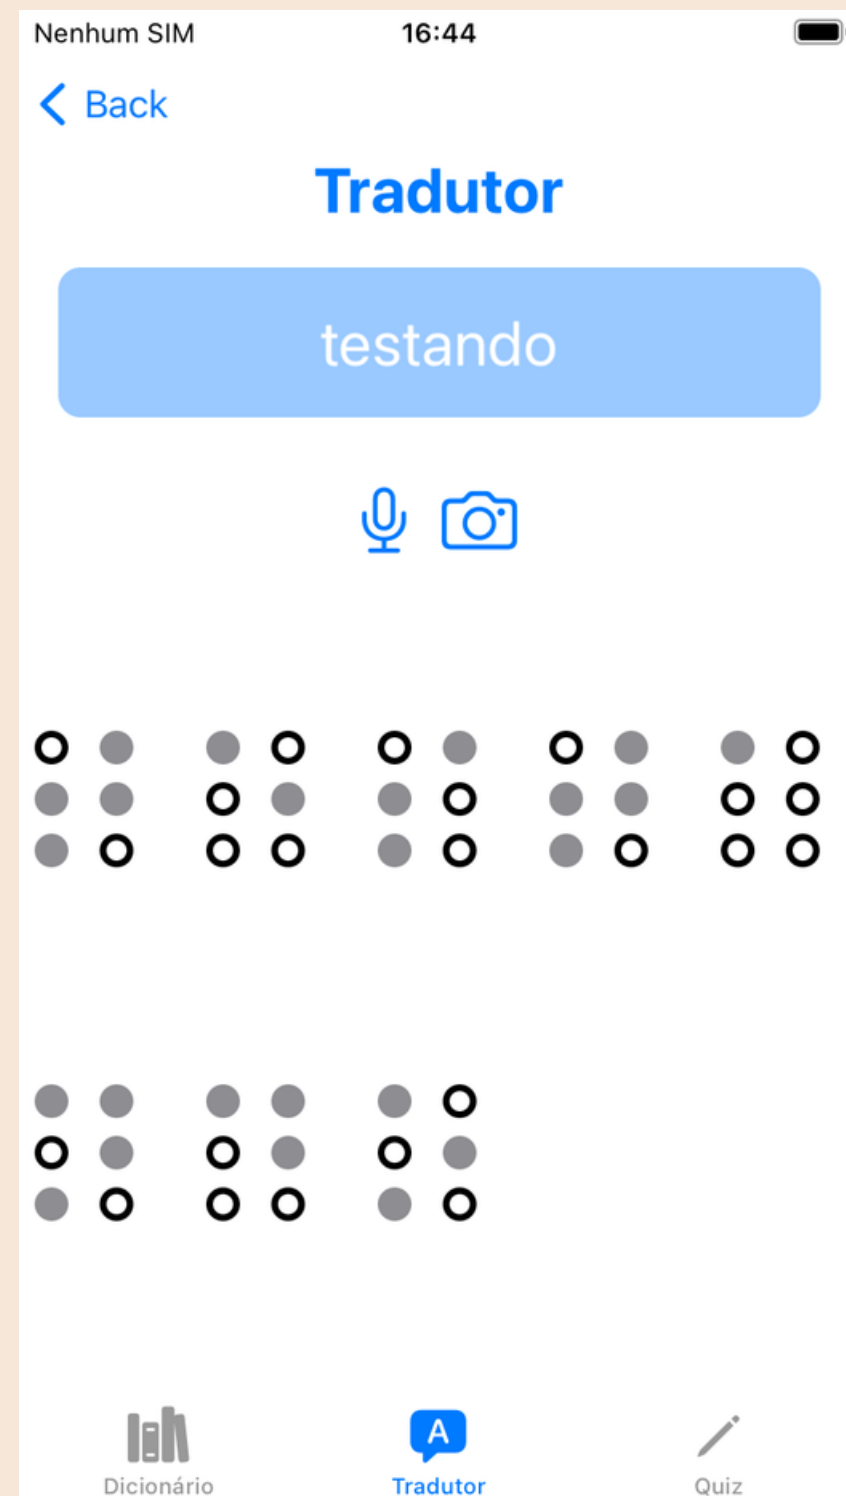 Nenhum SIM 16:44
Back
Tradutor
testando
⠞⠑⠎⠞⠁
⠝⠙⠕
A
Dicionário Tradutor Quiz